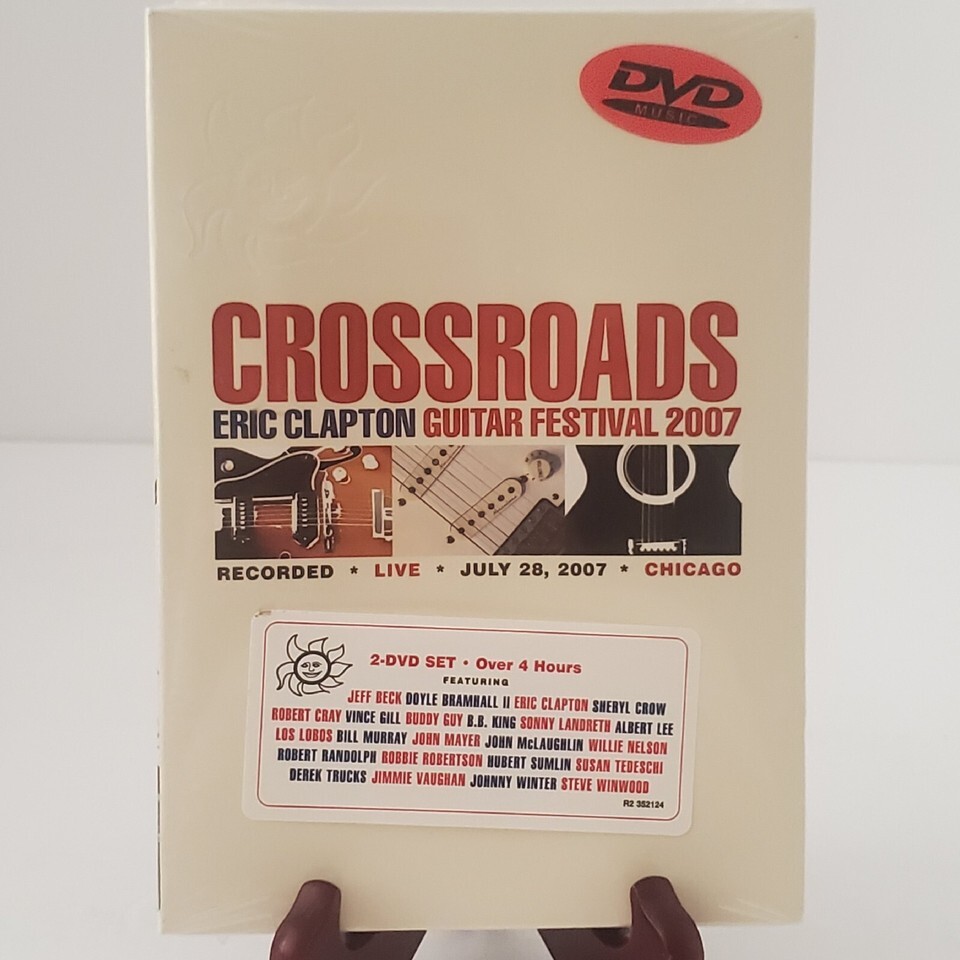 DVD
MUSIC
CROSSROADS
ERIC CLAPTON GUITAR FESTIVAL 2007
RECORDED * LIVE * JULY 28, 2007 * CHICAGO
2-DVD SET • Over 4 Hours
FEATURING
JEFF BECK DOYLE BRAMHALL II ERIC CLAPTON SHERYL CROW
ROBERT CRAY VINCE GILL BUDDY GUY B.B. KING SONNY LANDRETH ALBERT LEE
LOS LOBOS BILL MURRAY JOHN MAYER JOHN McLAUGHLIN WILLIE NELSON
ROBERT RANDOLPH ROBBIE ROBERTSON HUBERT SUMLIN SUSAN TEDESCHI
DEREK TRUCKS JIMMIE VAUGHAN JOHNNY WINTER STEVE WINWOOD
R2 352124